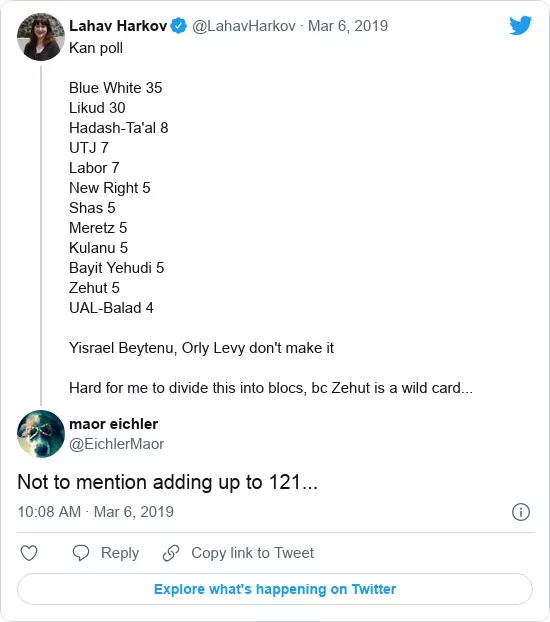 Lahav Harkov @LahavHarkov · Mar 6, 2019
Kan poll
Blue White 35
Likud 30
Hadash-Ta'al 8
UTJ 7
Labor 7
New Right 5
Shas 5
Meretz 5
Kulanu 5
Bayit Yehudi 5
Zehut 5
UAL-Balad 4
Yisrael Beytenu, Orly Levy don't make it
Hard for me to divide this into blocs, bc Zehut is a wild card...
maor eichler
@EichlerMaor
Not to mention adding up to 121...
10:08 AM · Mar 6, 2019
Reply Copy link to Tweet
Explore what's happening on Twitter